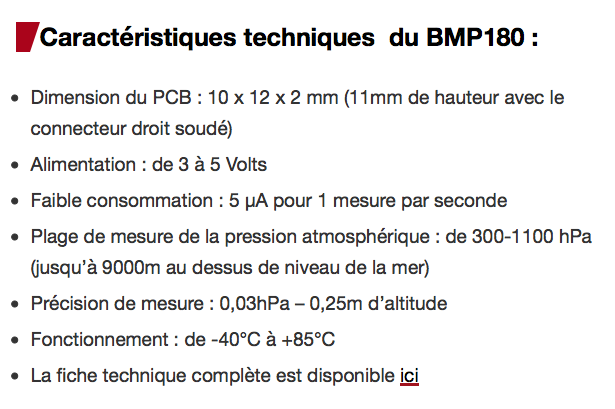 Caractéristiques techniques  du BMP180 :
• Dimension du PCB : 10 x 12 x 2 mm (11mm de hauteur avec le
connecteur droit soudé)
• Alimentation : de 3 à 5 Volts
• Faible consommation : 5 µA pour 1 mesure par seconde
• Plage de mesure de la pression atmosphérique : de 300-1100 hPa
(jusqu’à 9000m au dessus de niveau de la mer)
• Précision de mesure : 0,03hPa – 0,25m d’altitude
• Fonctionnement : de -40°C à +85°C
• La fiche technique complète est disponible ici